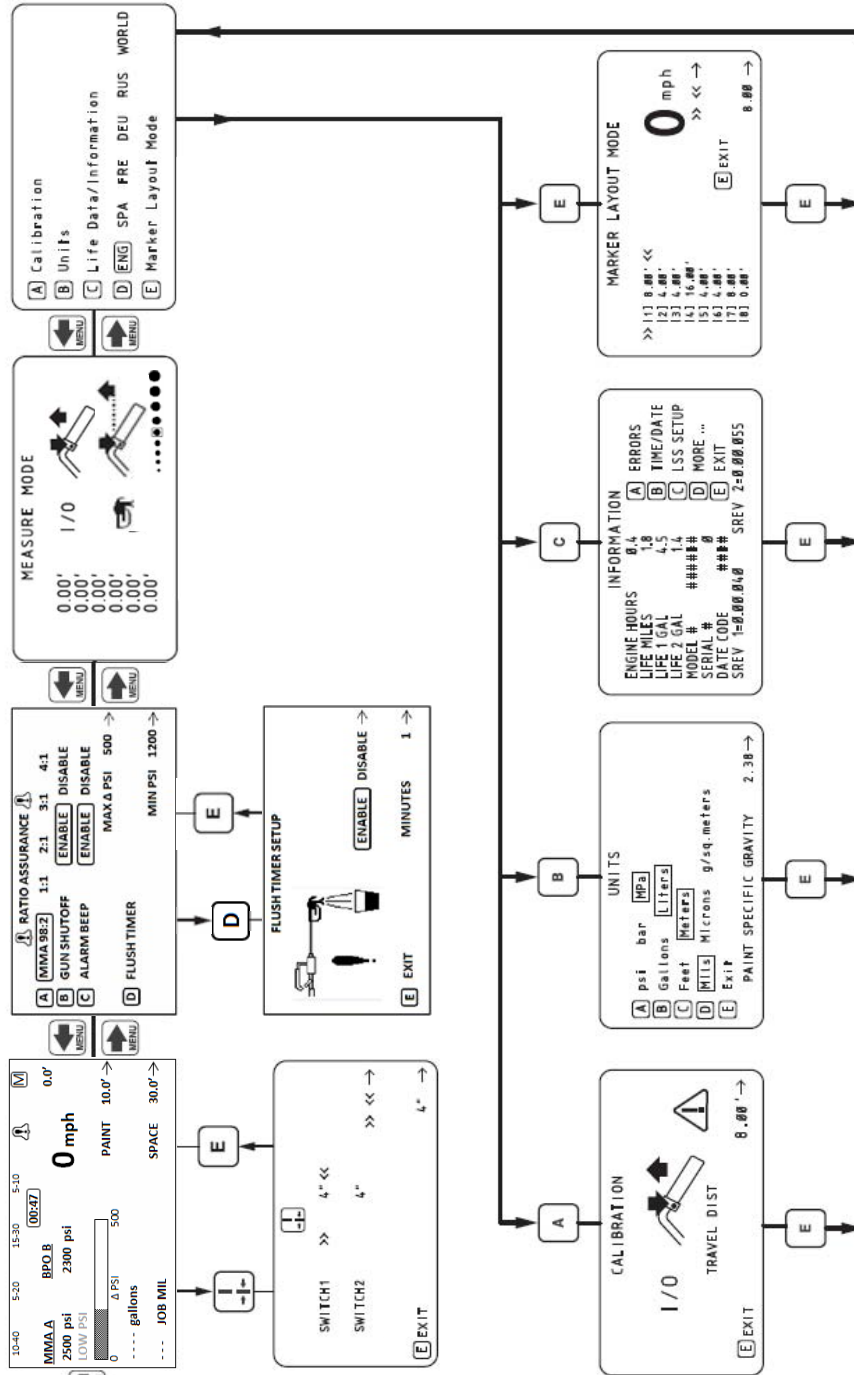 10-40 5-20 15-30 5-10
00:47
M
MMA A BPO B 0.0'
2500 psi 2300 psi
0 mph
LOW PSI
PAINT 10.0' →
0 Δ PSI 500
---- gallons
SPACE 30.0' →
--- JOB MIL
MENU
MENU
RATIO ASSURANCE
A MMA 98:2 1:1 2:1 3:1 4:1
B GUN SHUTOFF ENABLE DISABLE
C ALARM BEEP ENABLE DISABLE
MAX Δ PSI 500 →
D FLUSH TIMER
MIN PSI 1200 →
MENU
MENU
MEASURE MODE
0.00'
0.00' I/O
0.00'
0.00'
0.00'
0.00'
MENU
MENU
A Calibration
B Units
C Life Data/Information
D ENG SPA FRE DEU RUS WORLD
E Marker Layout Mode
E
D
E
SWITCH1 >> 4" <<
SWITCH2 4"
>> << →
E EXIT 4" →
FLUSH TIMER SETUP
ENABLE DISABLE →
E EXIT MINUTES 1 →
A
B
C
E
CALIBRATION
I/O
TRAVEL DIST
E EXIT 8.00' →
UNITS
A psi bar MPa
B Gallons Liters
C Feet Meters
D Mils Microns g/sq.meters
E Exit
PAINT SPECIFIC GRAVITY 2.38 →
INFORMATION
ENGINE HOURS 0.4 A ERRORS
LIFE MILES 1.8 B TIME/DATE
LIFE 1 GAL 4.5 C LSS SETUP
LIFE 2 GAL 1.4 D MORE ...
MODEL # ###### E EXIT
SERIAL # 0
DATE CODE ####
SREV 1=0.00.040 SREV 2=0.00.055
MARKER LAYOUT MODE
>> [1] 8.00' <<
[2] 4.00'
[3] 4.00' 0 mph
[4] 16.00' >> << →
[5] 4.00'
[6] 4.00'
[7] 8.00' E EXIT
[8] 0.00'
8.00 →
E
E
E
E